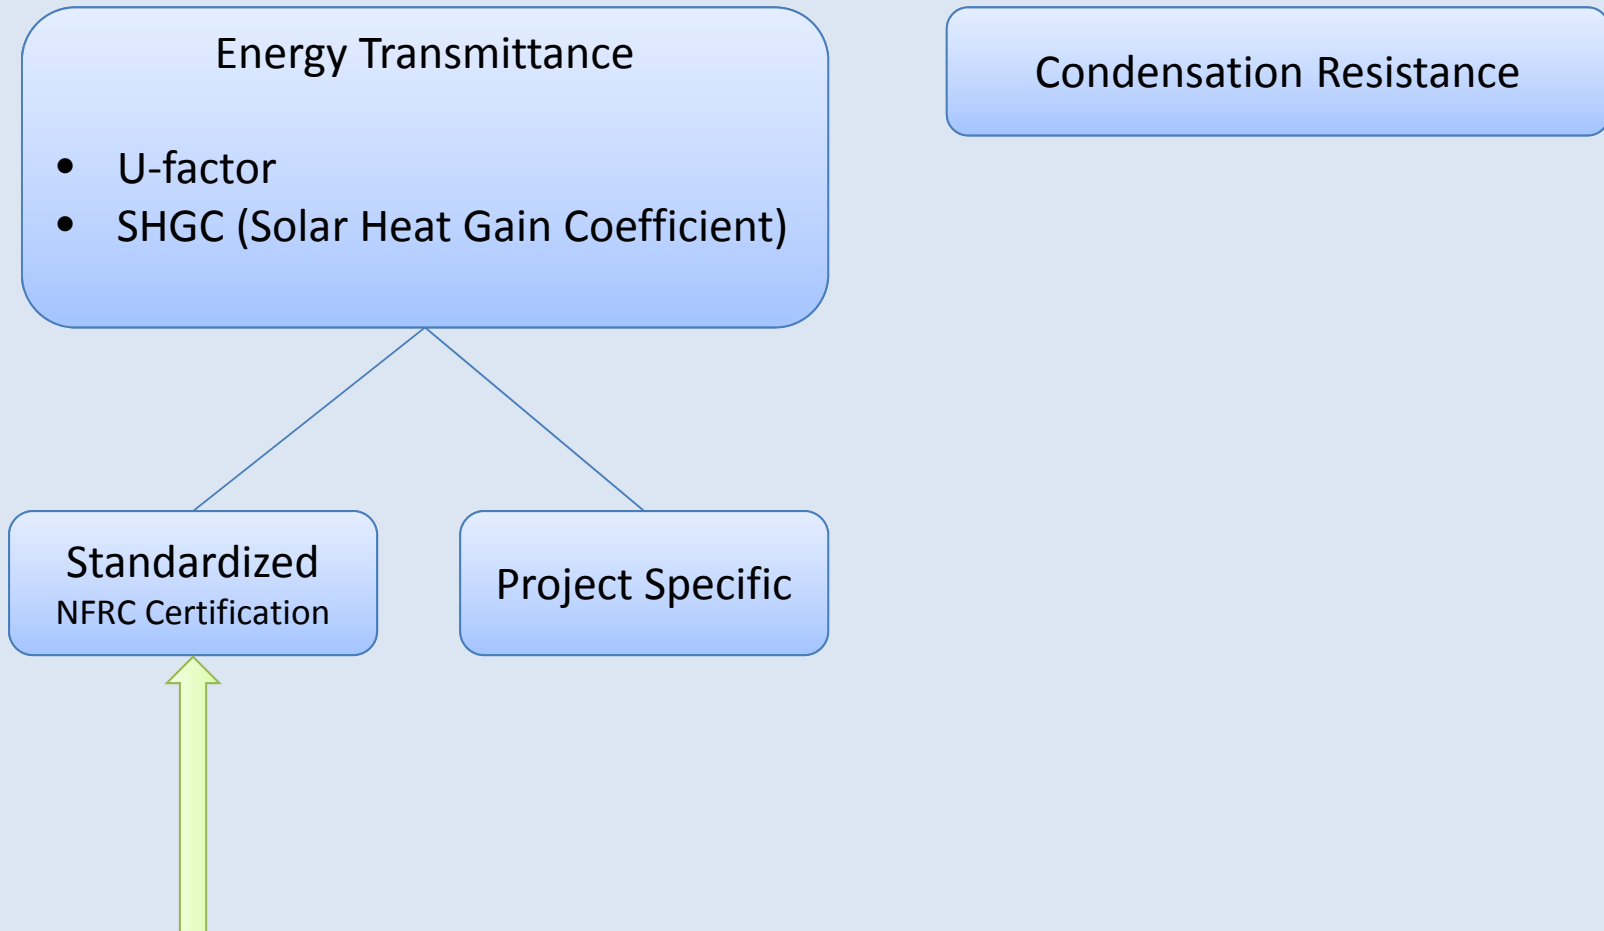 Energy Transmittance
• U-factor
• SHGC (Solar Heat Gain Coefficient)
Condensation Resistance
Standardized
NFRC Certification
Project Specific